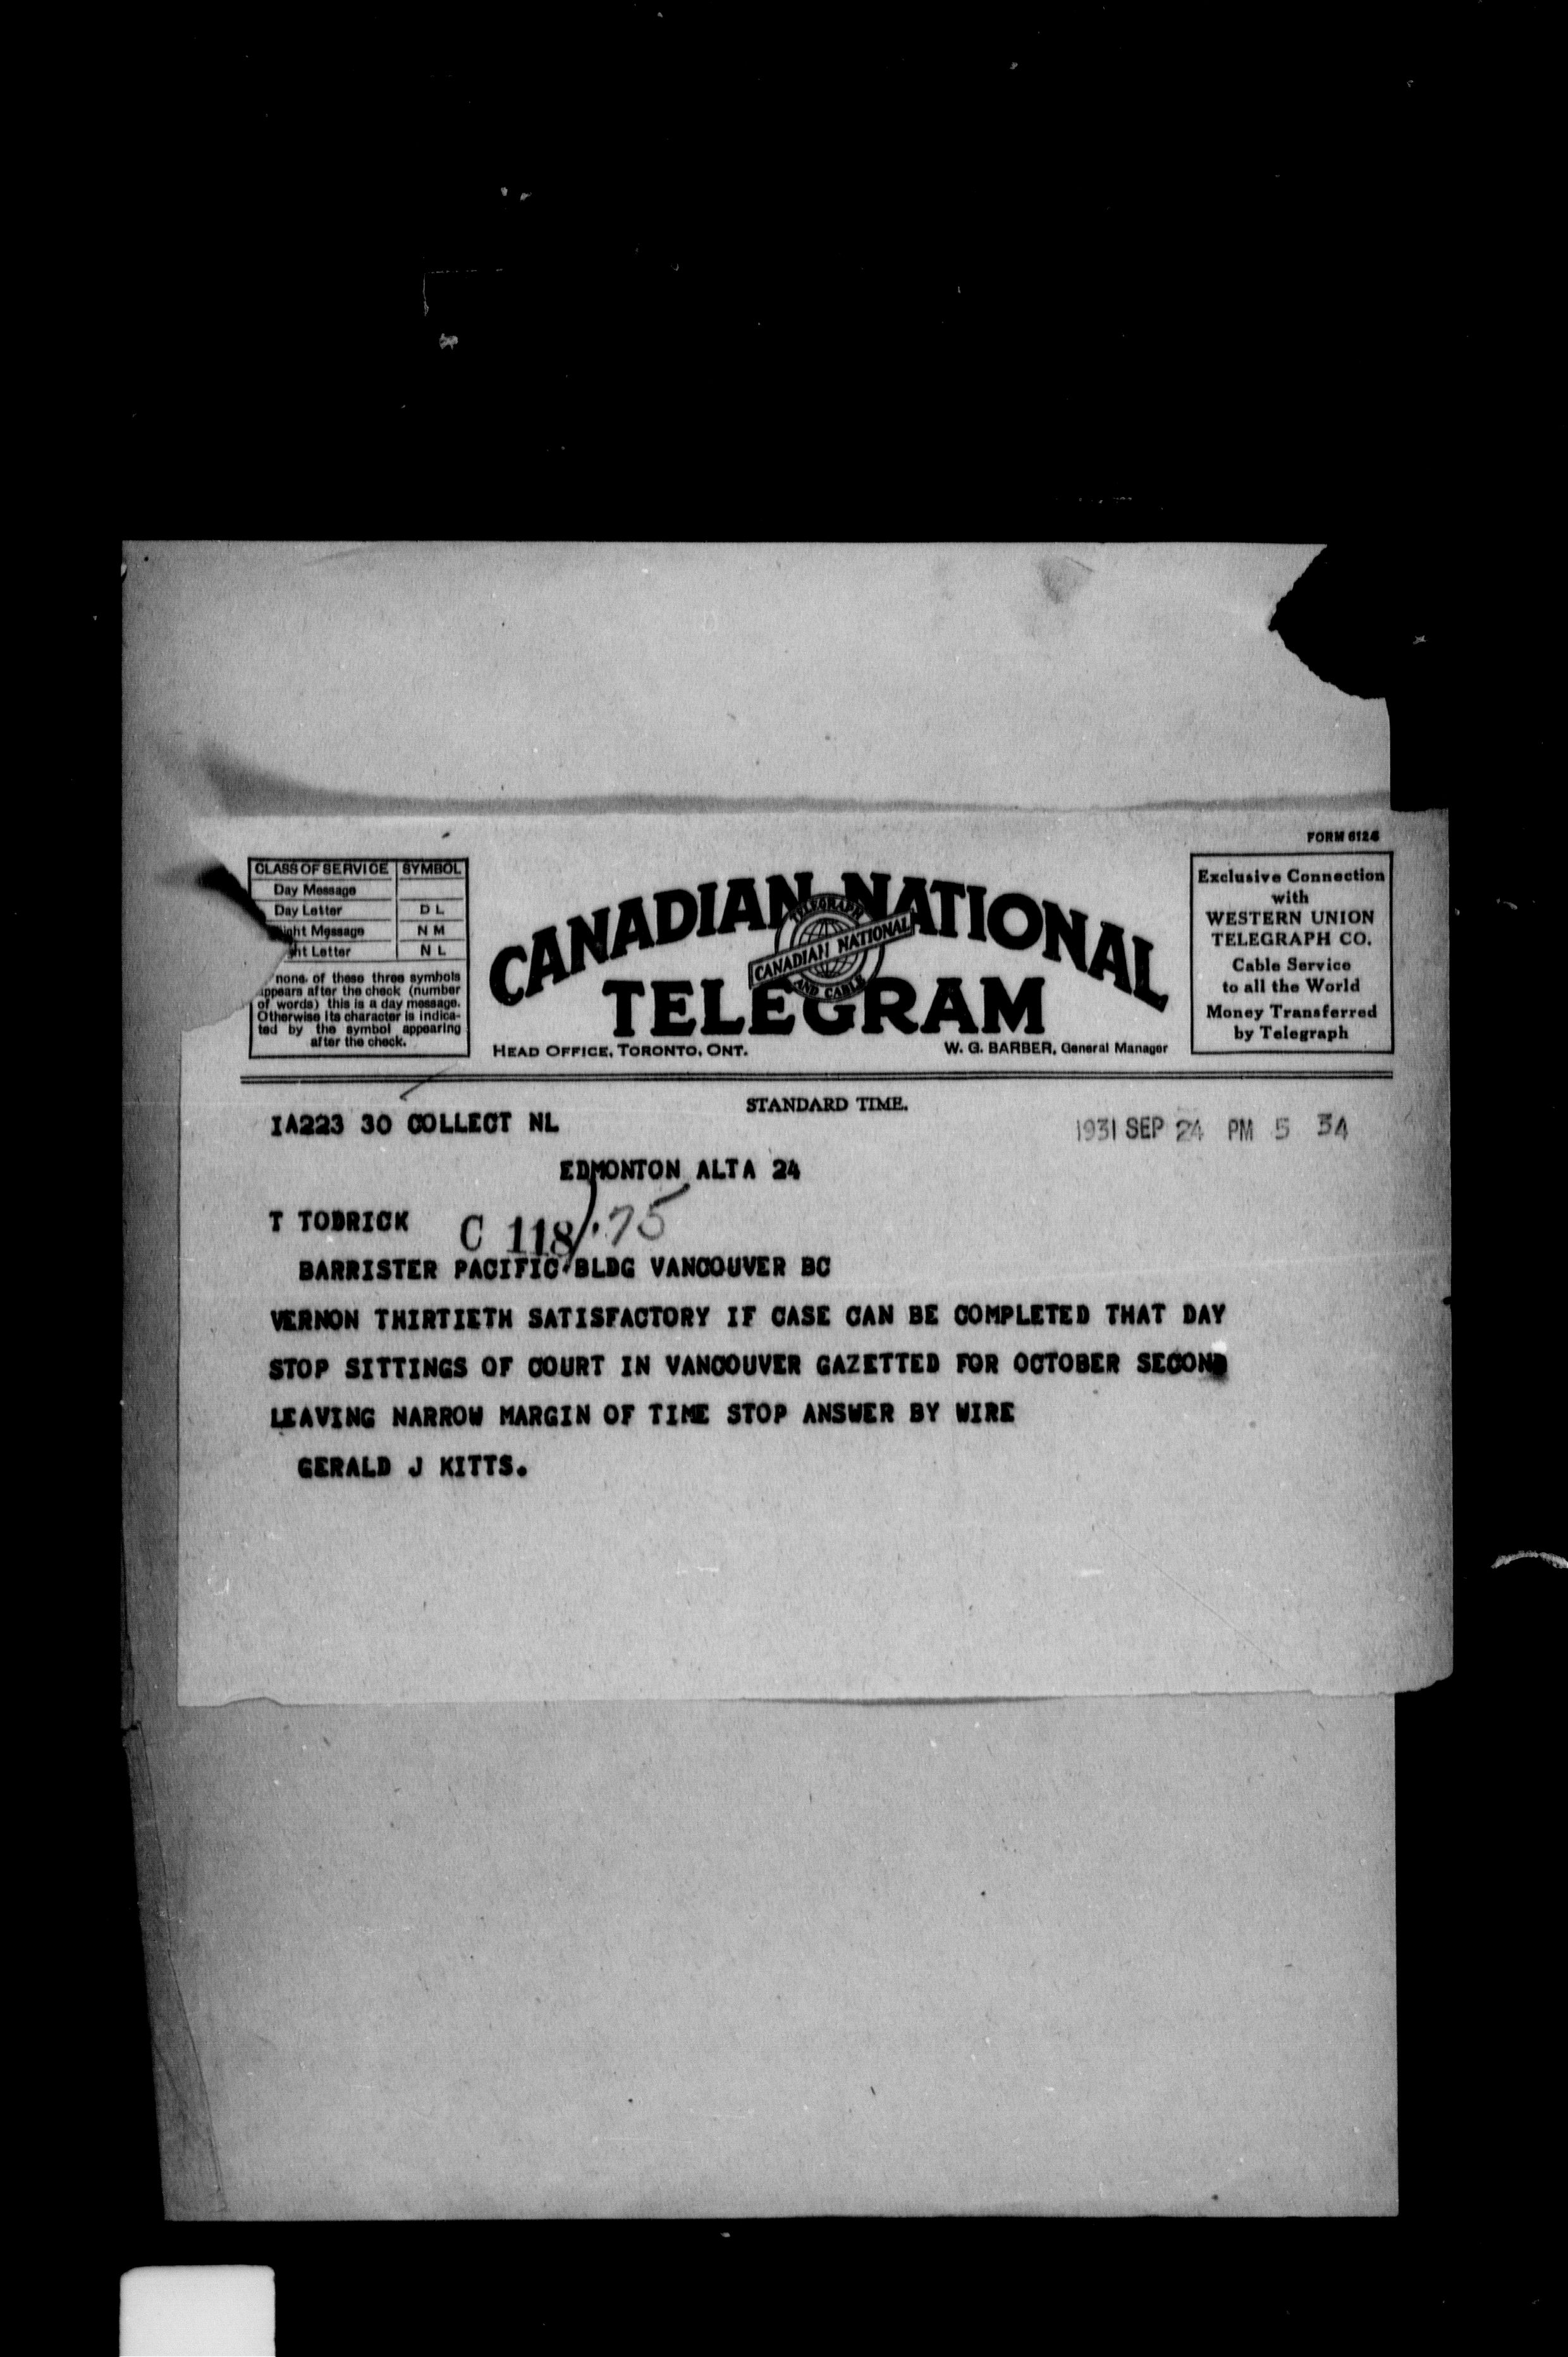 FORM 6124
CLASS OF SERVICE SYMBOL
Day Message
Day Letter D L
ight Message N M
ht Letter N L
none of these three symbols
appears after the check (number
of words) this is a day message.
Otherwise its character is indica-
ted by the symbol appearing
after the check.
CANADIAN NATIONAL
TELEGRAPH
CANADIAN NATIONAL
AND CABLE
TELEGRAM
HEAD OFFICE, TORONTO, ONT. W. G. BARBER, General Manager
Exclusive Connection
with
WESTERN UNION
TELEGRAPH CO.
Cable Service
to all the World
Money Transferred
by Telegraph
STANDARD TIME.
IA223 30 COLLECT NL
1931 SEP 24 PM 5 34
EDMONTON ALTA 24
T TODRICK C 118 .75
BARRISTER PACIFIC BLDG VANCOUVER BC
VERNON THIRTIETH SATISFACTORY IF CASE CAN BE COMPLETED THAT DAY
STOP SITTINGS OF COURT IN VANCOUVER GAZETTED FOR OCTOBER SECOND
LEAVING NARROW MARGIN OF TIME STOP ANSWER BY WIRE
GERALD J KITTS.